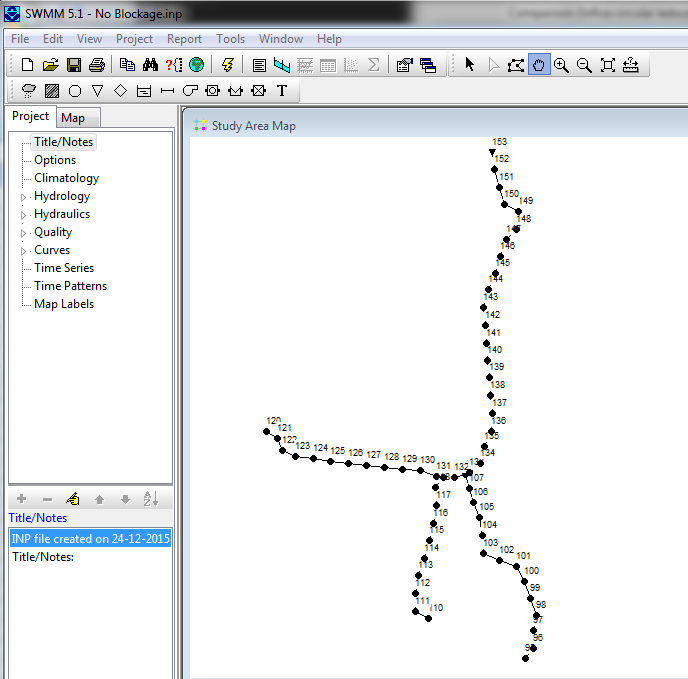 SWMM 5.1 - No Blockage.inp
File Edit View Project Report Tools Window Help
T
Project Map
Title/Notes
Options
Climatology
Hydrology
Hydraulics
Quality
Curves
Time Series
Time Patterns
Map Labels
Title/Notes
INP file created on 24-12-2015
Title/Notes:
Study Area Map
153
152
151
150
149
148
146
145
144
143
142
141
140
139
138
137
136
135
134
120
121
122
123
124
125
126
127
128
129
130
131
132
107
106
105
104
103
102
101
100
99
98
97
96
117
116
115
114
113
112
111